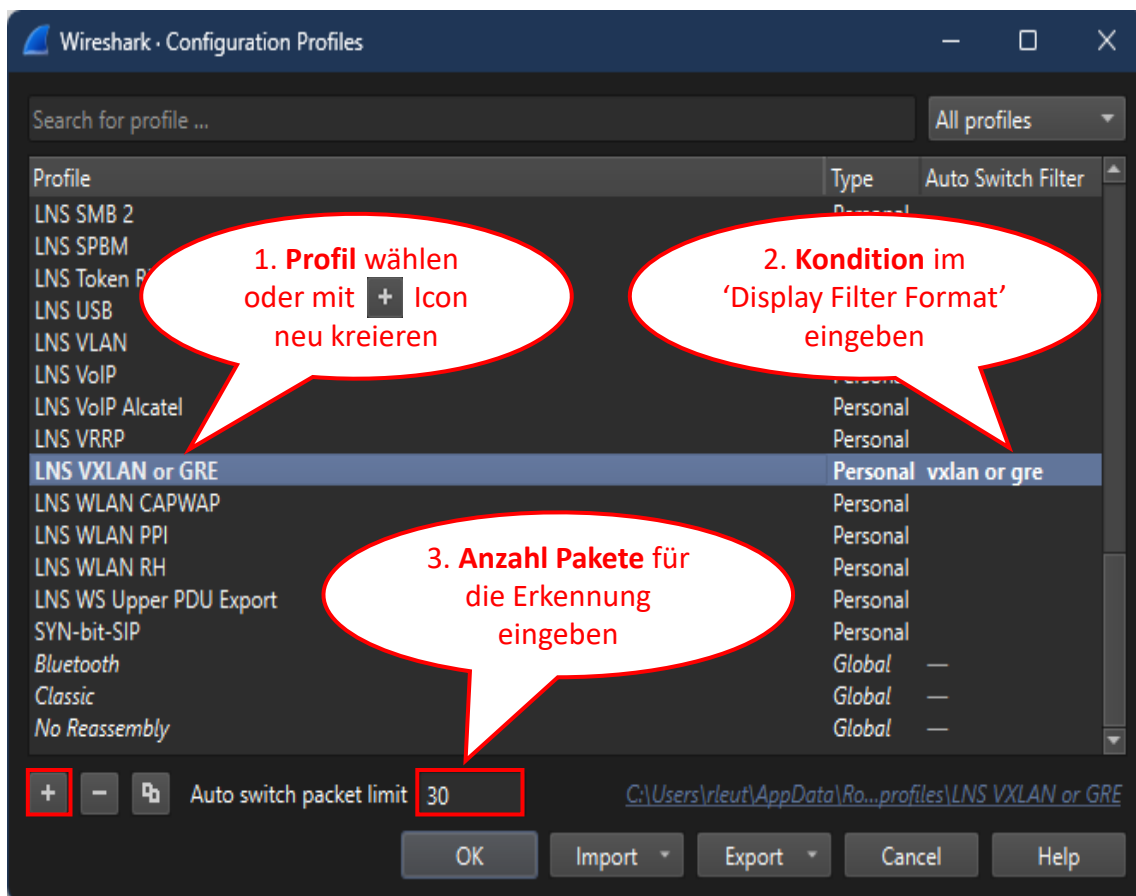 Wireshark · Configuration Profiles
Search for profile ...
All profiles
Profile Type Auto Switch Filter
LNS SMB 2 Personal
LNS SPBM
LNS Token
LNS USB
LNS VLAN
LNS VoIP Personal
LNS VoIP Alcatel Personal
LNS VRRP Personal
LNS VXLAN or GRE Personal vxlan or gre
LNS WLAN CAPWAP Personal
LNS WLAN PPI Personal
LNS WLAN RH Personal
LNS WS Upper PDU Export Personal
SYN-bit-SIP Personal
Bluetooth Global —
Classic Global —
No Reassembly Global —
1. Profil wählen
oder mit + Icon
neu kreieren
2. Kondition im
‘Display Filter Format’
eingeben
3. Anzahl Pakete für
die Erkennung
eingeben
+ − Auto switch packet limit 30 C:\Users\rleut\AppData\Ro...profiles\LNS VXLAN or GRE
OK Import Export Cancel Help